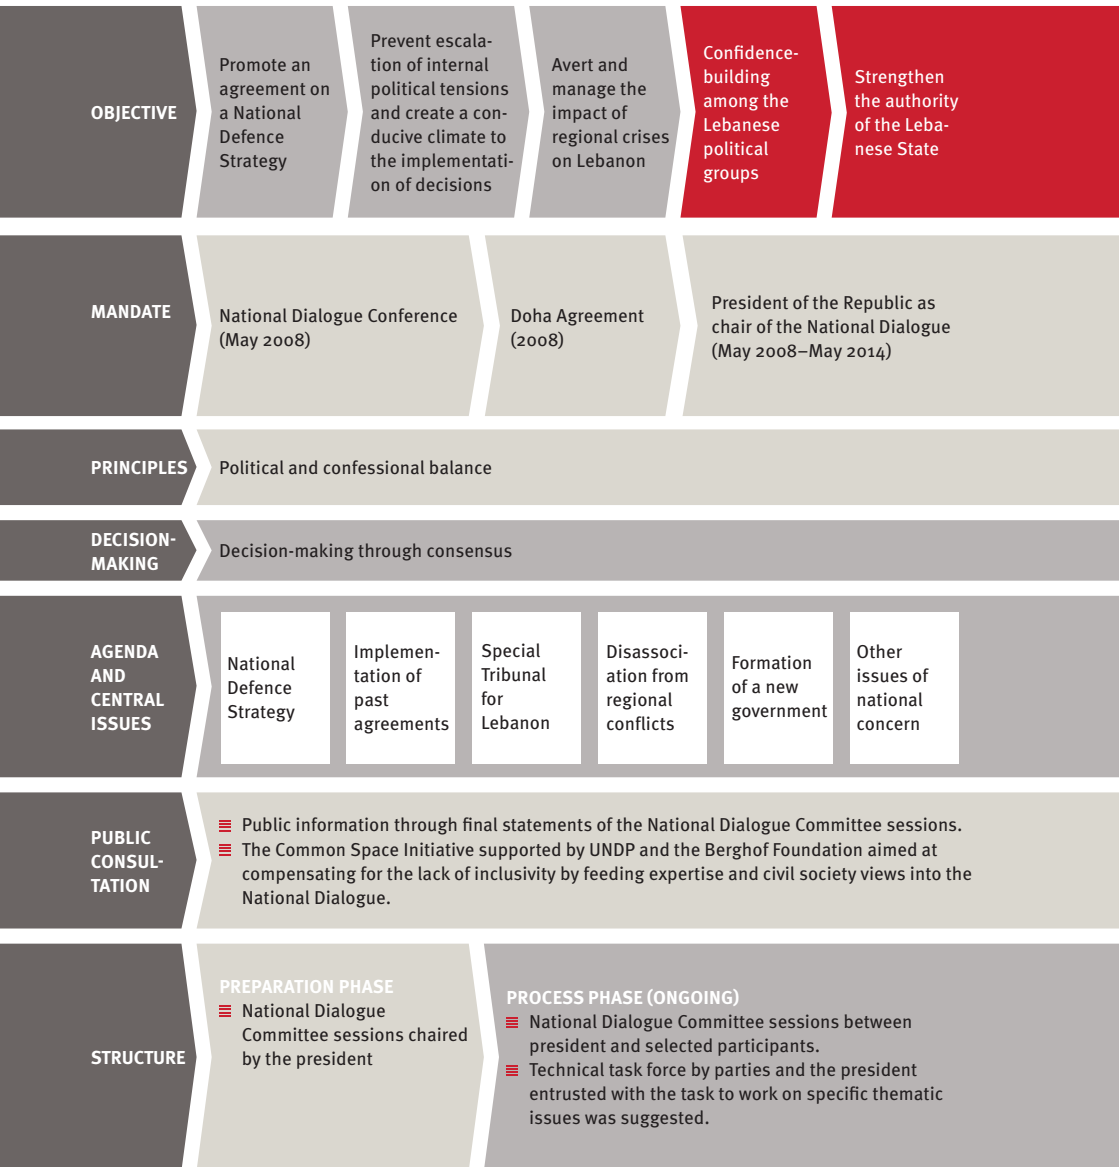 OBJECTIVE
Promote an
agreement on
a National
Defence
Strategy
Prevent escala-
tion of internal
political tensions
and create a con-
ducive climate to
the implementati-
on of decisions
Avert and
manage the
impact of
regional crises
on Lebanon
Confidence-
building
among the
Lebanese
political
groups
Strengthen
the authority
of the Leba-
nese State
MANDATE
National Dialogue Conference
(May 2008)
Doha Agreement
(2008)
President of the Republic as
chair of the National Dialogue
(May 2008–May 2014)
PRINCIPLES
Political and confessional balance
DECISION-
MAKING
Decision-making through consensus
AGENDA
AND
CENTRAL
ISSUES
National
Defence
Strategy
Implemen-
tation of
past
agreements
Special
Tribunal
for
Lebanon
Disassoci-
ation from
regional
conflicts
Formation
of a new
government
Other
issues of
national
concern
PUBLIC
CONSUL-
TATION
Public information through final statements of the National Dialogue Committee sessions.
The Common Space Initiative supported by UNDP and the Berghof Foundation aimed at
compensating for the lack of inclusivity by feeding expertise and civil society views into the
National Dialogue.
STRUCTURE
PREPARATION PHASE
National Dialogue
Committee sessions chaired
by the president
PROCESS PHASE (ONGOING)
National Dialogue Committee sessions between
president and selected participants.
Technical task force by parties and the president
entrusted with the task to work on specific thematic
issues was suggested.